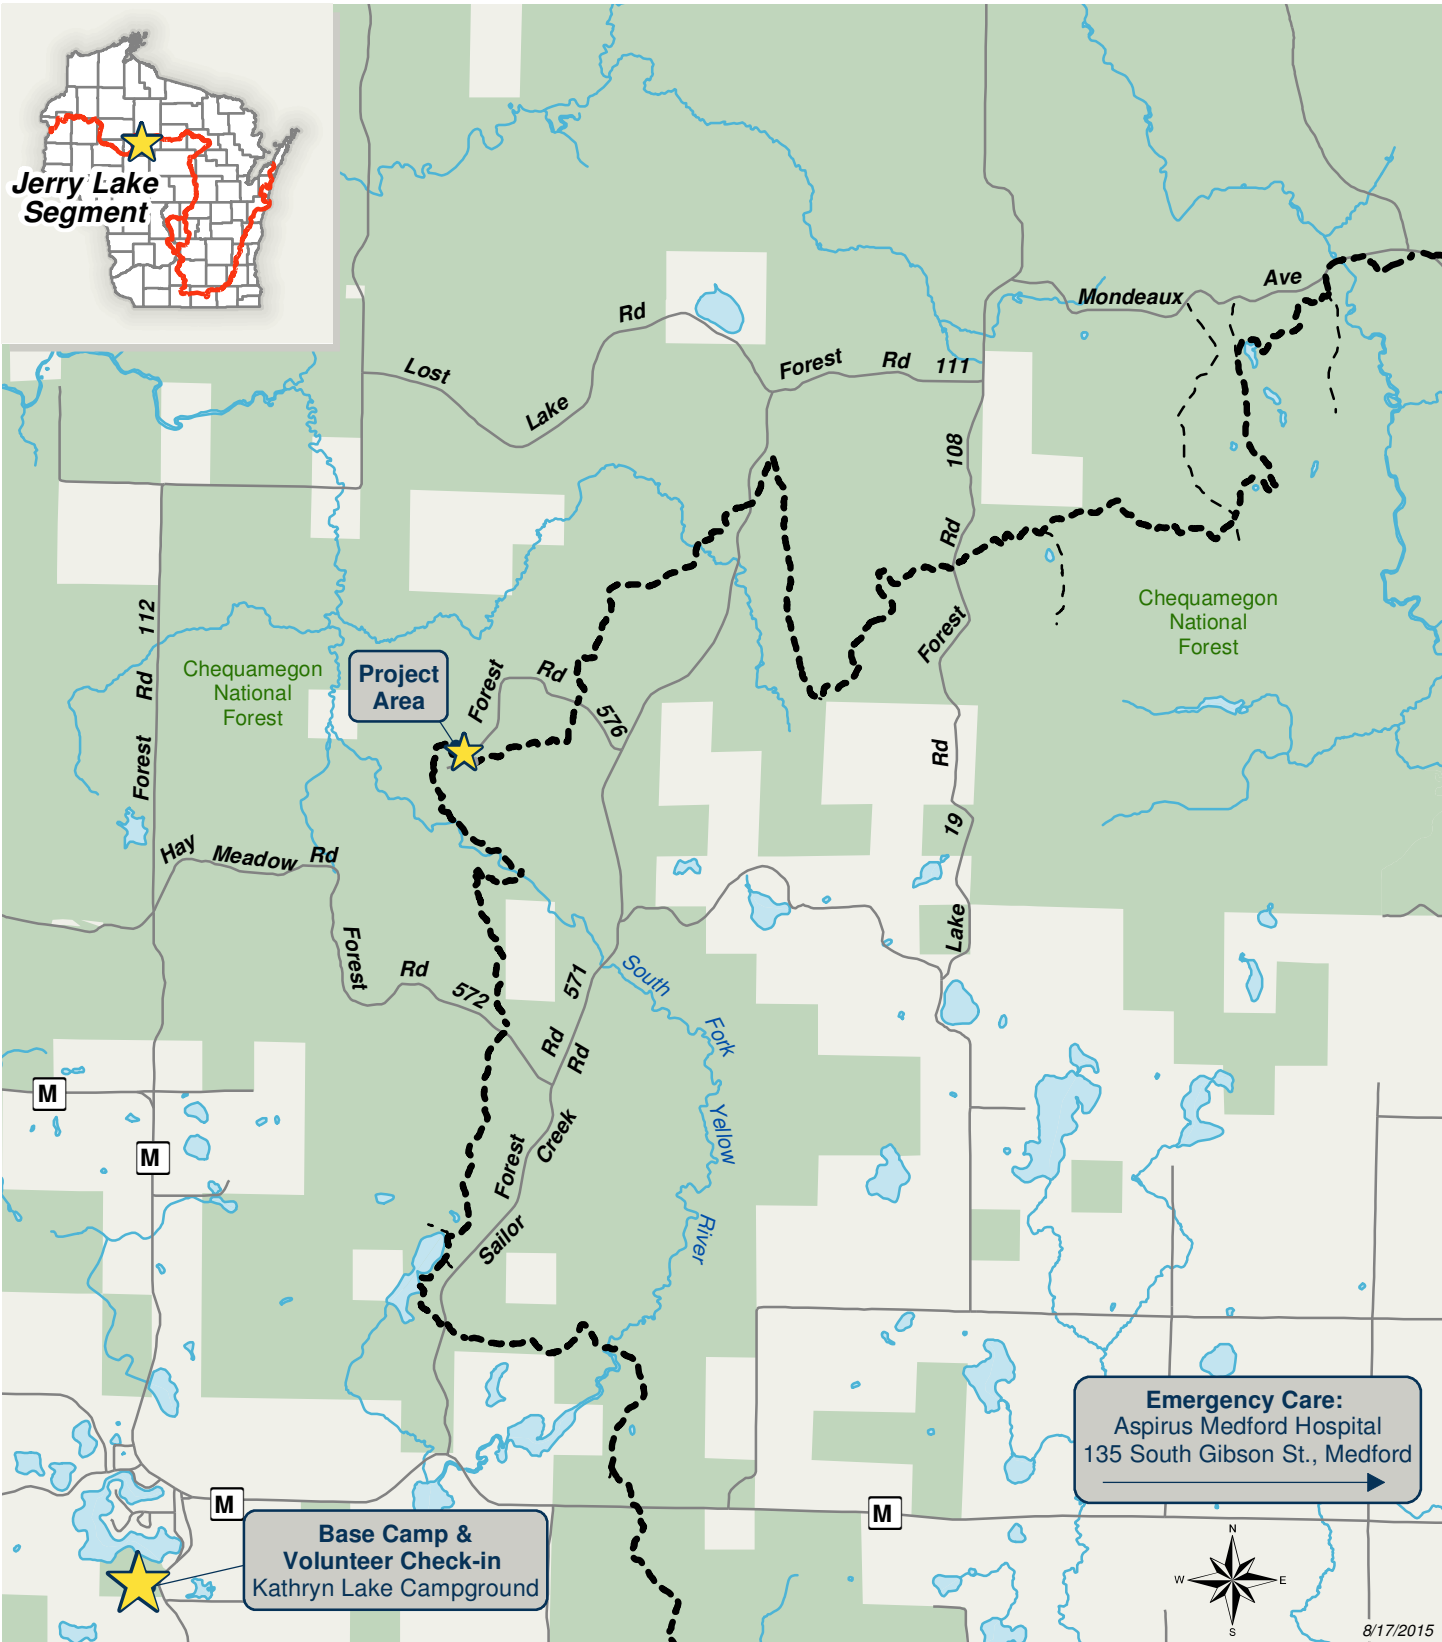 Jerry Lake
Segment
Mondeaux Ave
Lost Lake Rd
Forest Rd 111
108
Rd
Forest
Rd
19
Lake
Chequamegon
National
Forest
Forest Rd 112
Chequamegon
National
Forest
Project
Area
Forest Rd 576
Hay Meadow Rd
Forest Rd 572
571
Rd
Forest
Rd
Creek
Sailor
South Fork Yellow River
M
M
M
M
Emergency Care:
Aspirus Medford Hospital
135 South Gibson St., Medford
Base Camp &
Volunteer Check-in
Kathryn Lake Campground
N
W E
S
8/17/2015